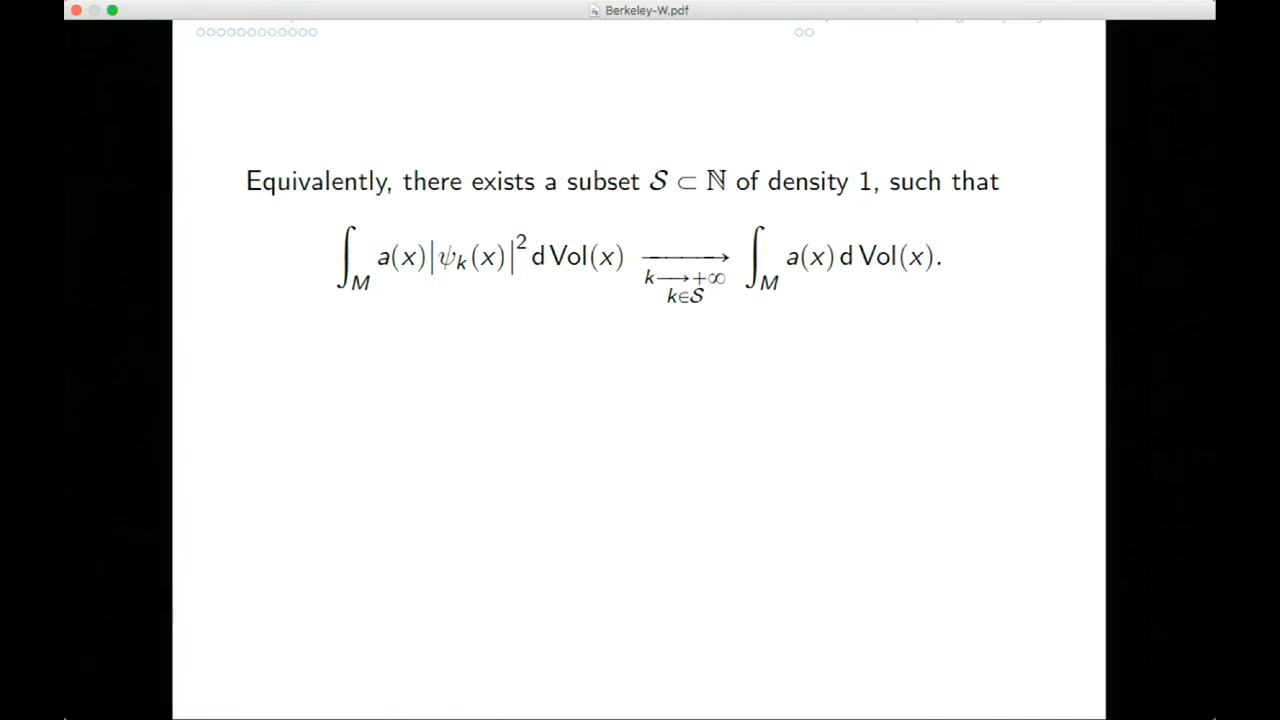 Berkeley-W.pdf
Equivalently, there exists a subset 𝒮 ⊂ ℕ of density 1, such that
∫_M a(x)|ψ_k(x)|² d Vol(x) ⟶_{k⟶+∞, k∈𝒮} ∫_M a(x) d Vol(x).